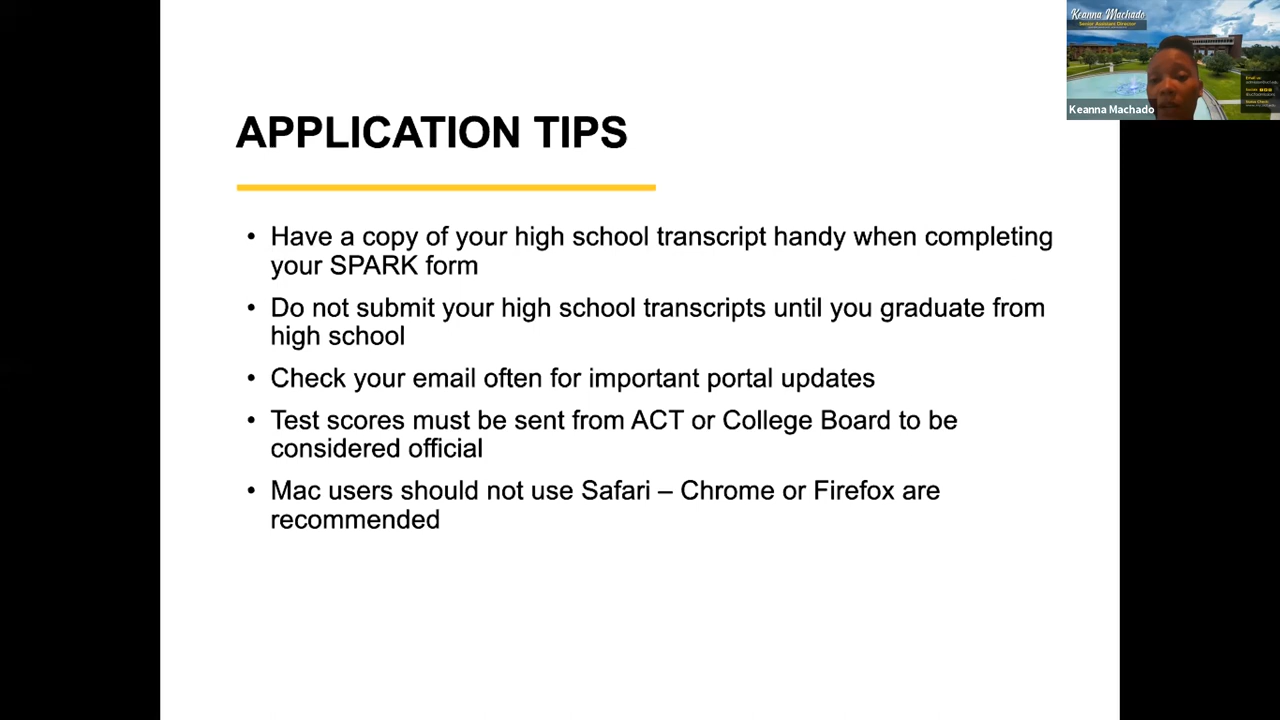 Keanna Machado
Senior Assistant Director
Keanna Machado
APPLICATION TIPS
• Have a copy of your high school transcript handy when completing
your SPARK form
• Do not submit your high school transcripts until you graduate from
high school
• Check your email often for important portal updates
• Test scores must be sent from ACT or College Board to be
considered official
• Mac users should not use Safari – Chrome or Firefox are
recommended